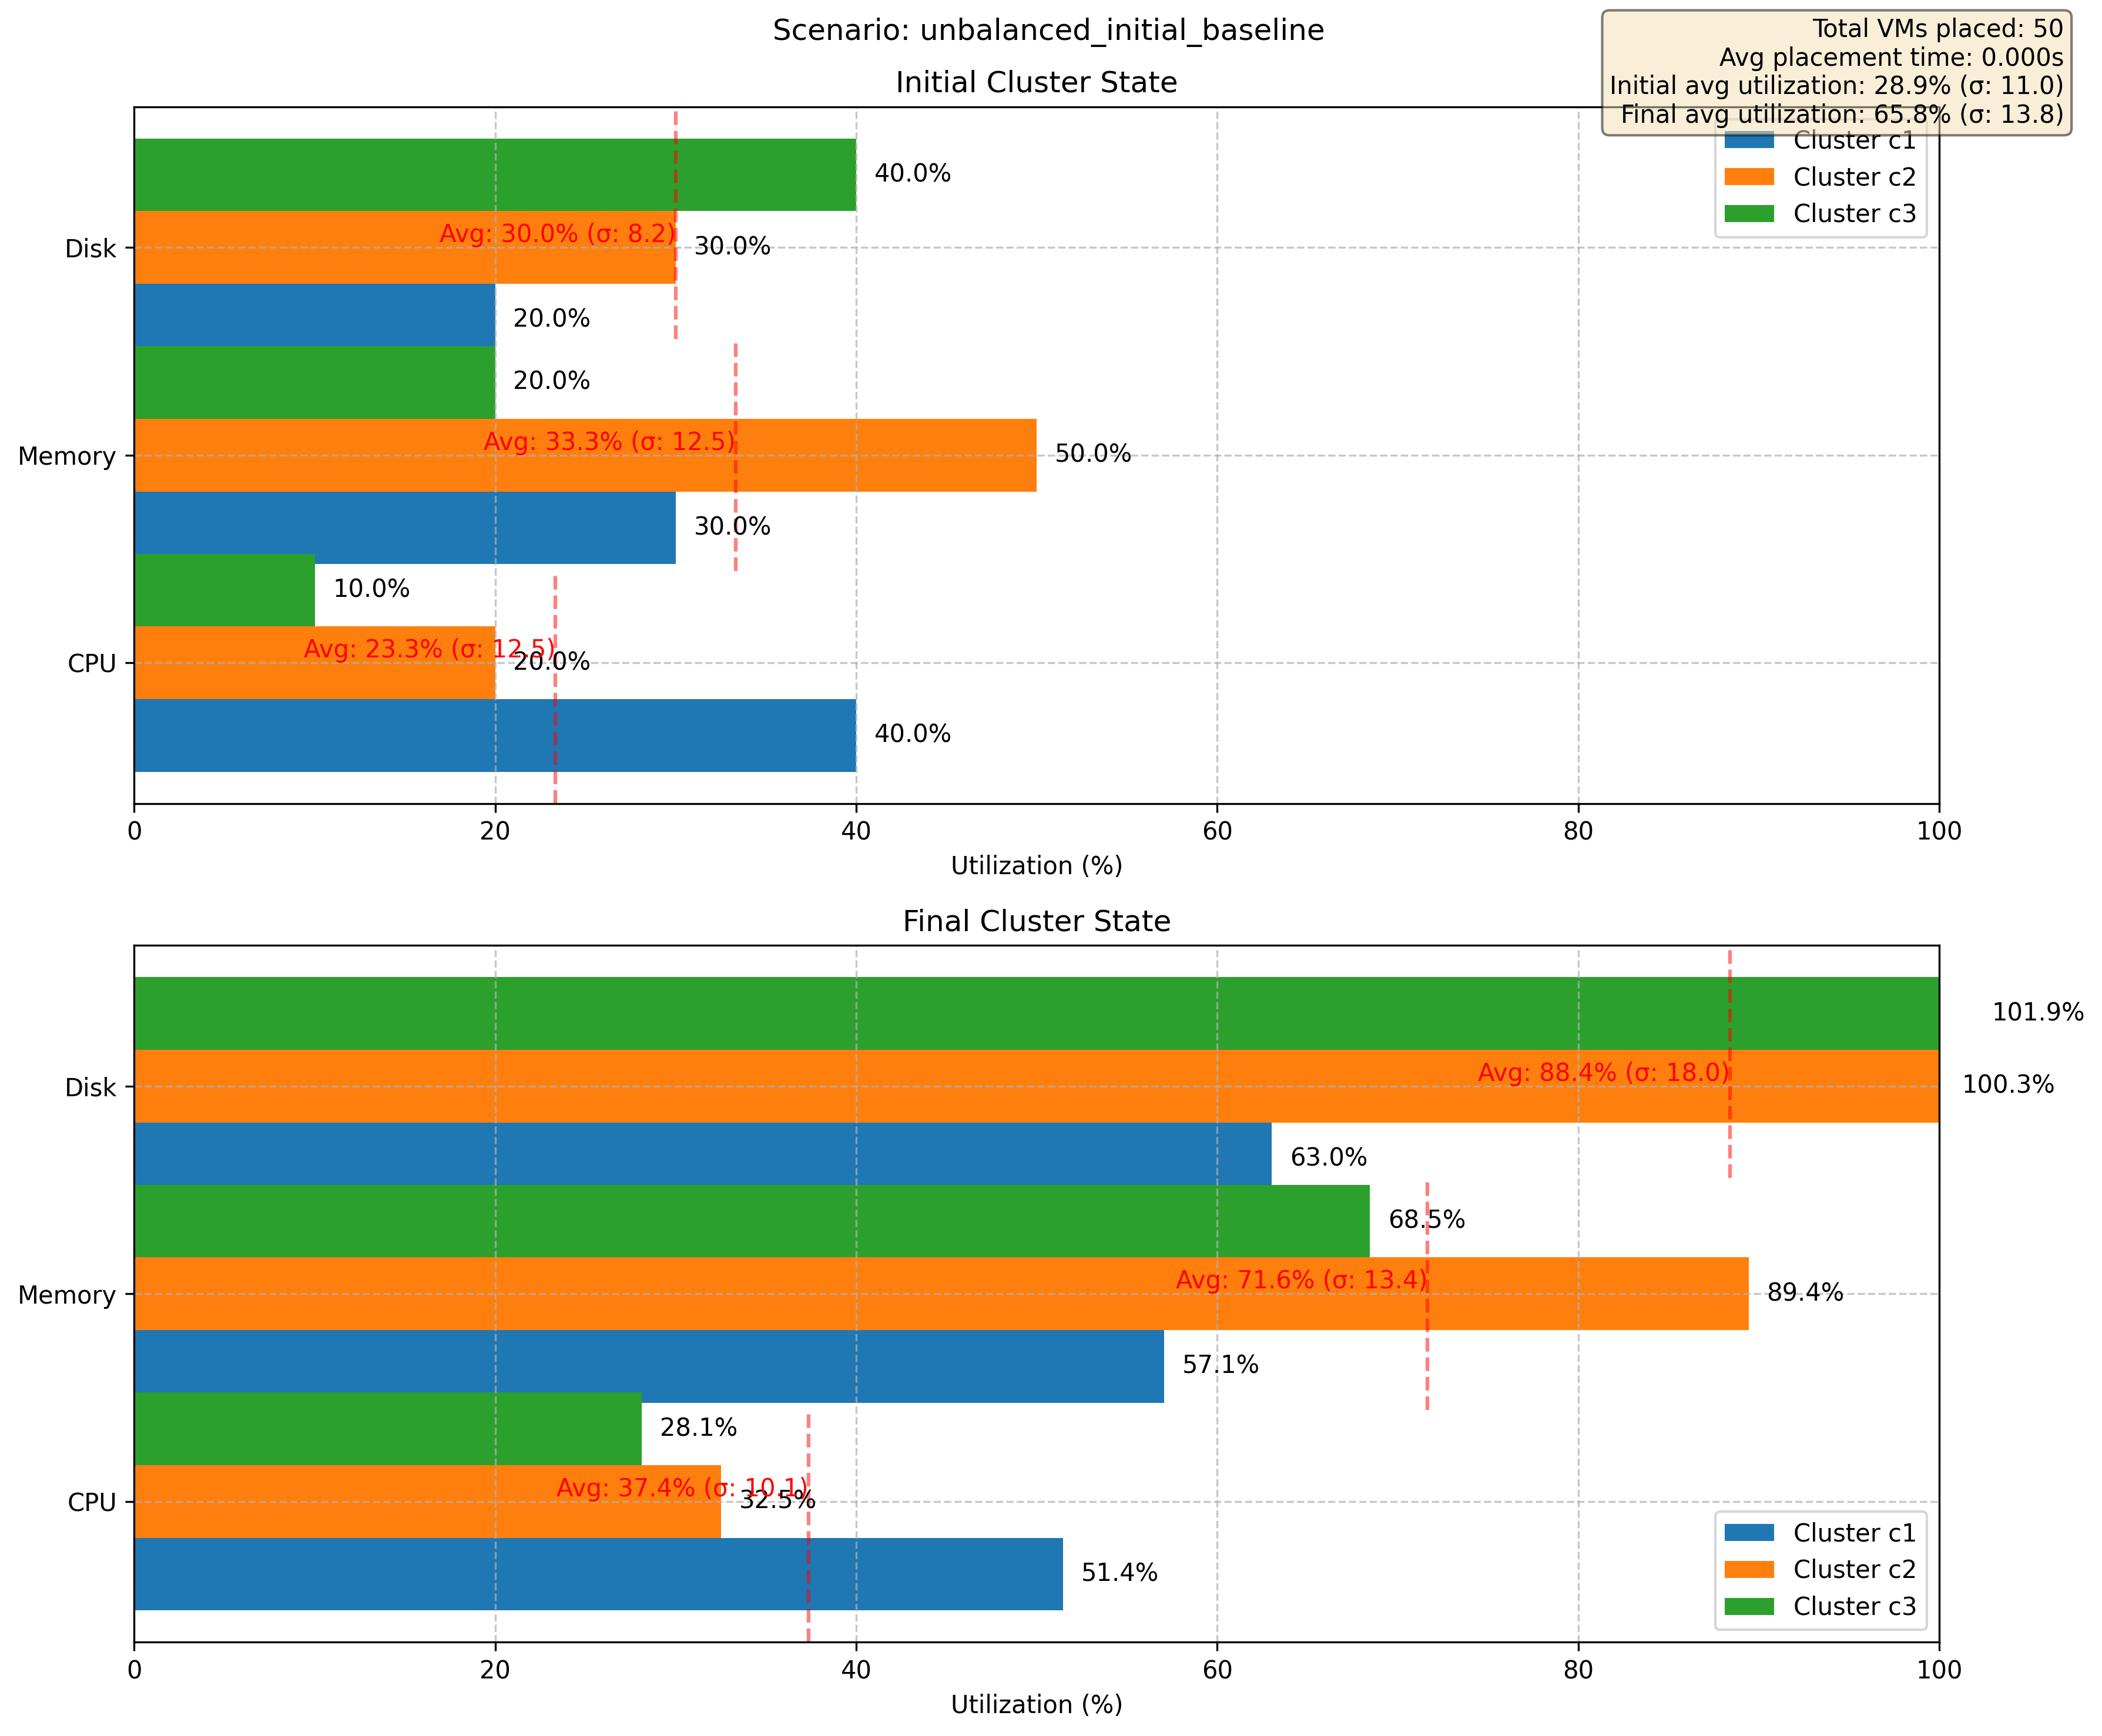 Scenario: unbalanced_initial_baseline
Total VMs placed: 50
Avg placement time: 0.000s
Initial avg utilization: 28.9% (σ: 11.0)
Final avg utilization: 65.8% (σ: 13.8)
Initial Cluster State
Cluster c1
Cluster c2
Cluster c3
40.0%
Disk
Avg: 30.0% (σ: 8.2)
30.0%
20.0%
20.0%
Memory
Avg: 33.3% (σ: 12.5)
50.0%
30.0%
10.0%
CPU
Avg: 23.3% (σ: 12.5)
20.0%
40.0%
0 20 40 60 80 100
Utilization (%)
Final Cluster State
101.9%
Disk
Avg: 88.4% (σ: 18.0)
100.3%
63.0%
68.5%
Memory
Avg: 71.6% (σ: 13.4)
89.4%
57.1%
28.1%
CPU
Avg: 37.4% (σ: 10.1)
32.5%
51.4%
Cluster c1
Cluster c2
Cluster c3
0 20 40 60 80 100
Utilization (%)